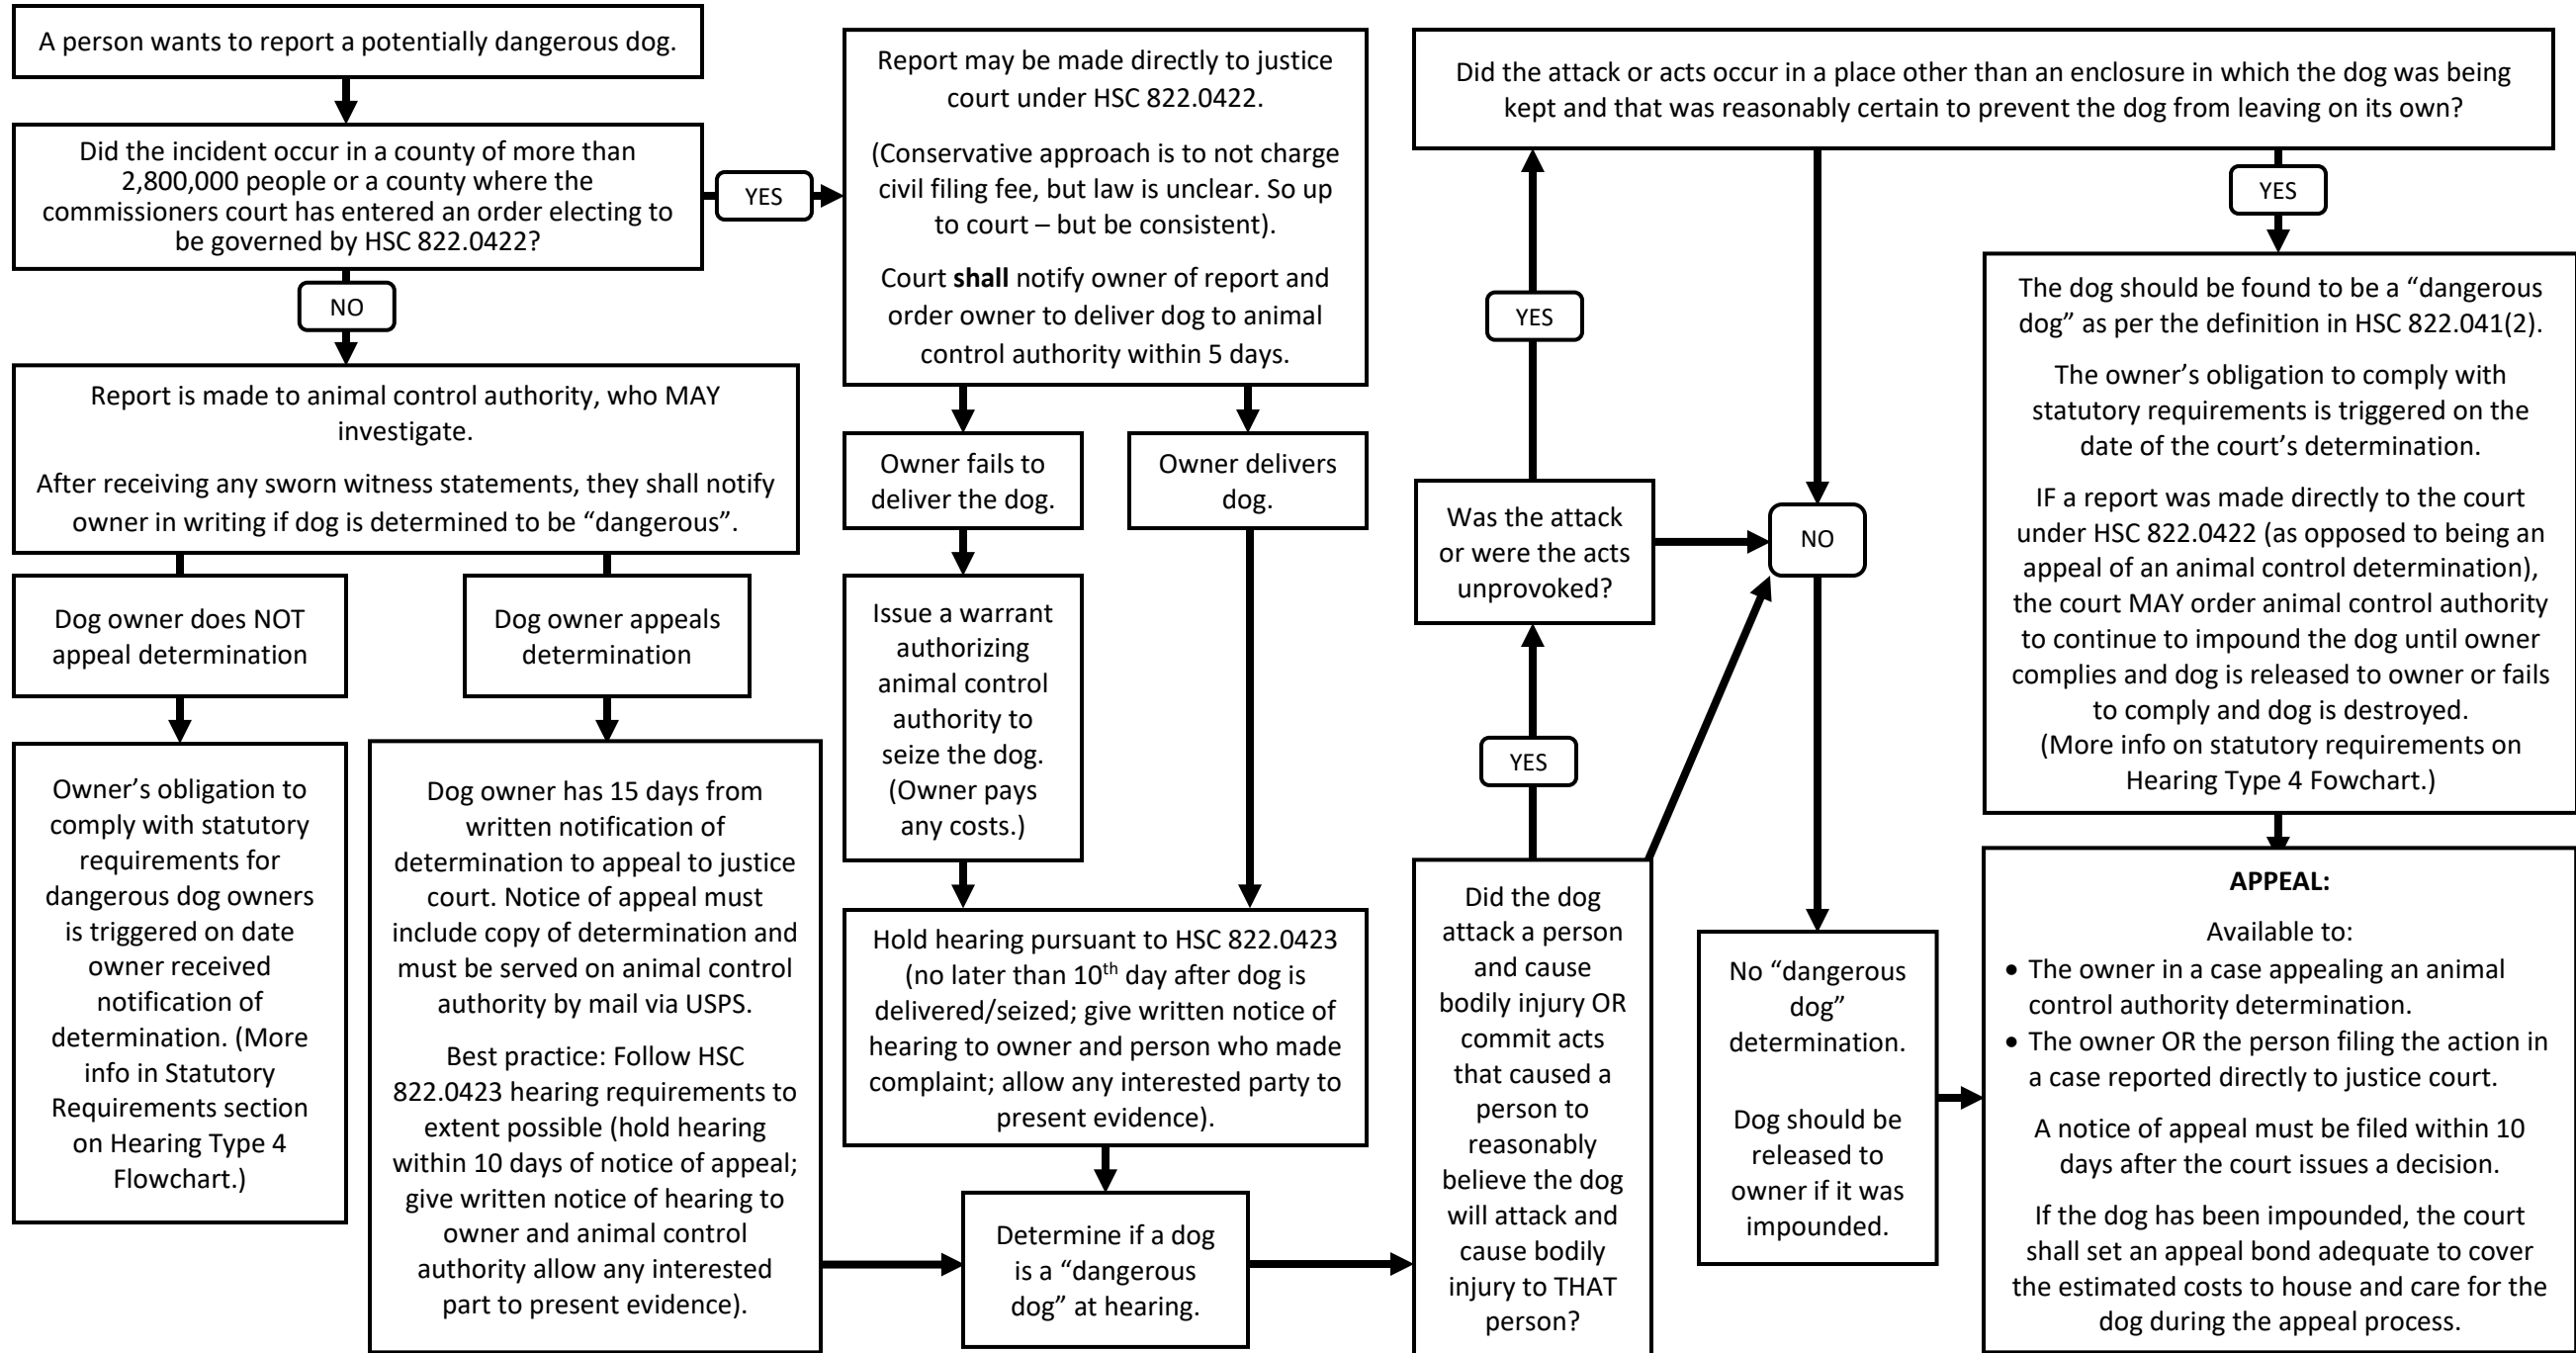 A person wants to report a potentially dangerous dog.
Did the incident occur in a county of more than
2,800,000 people or a county where the
commissioners court has entered an order electing to
be governed by HSC 822.0422?
YES
NO
Report is made to animal control authority, who MAY
investigate.
After receiving any sworn witness statements, they shall notify
owner in writing if dog is determined to be “dangerous”.
Dog owner does NOT
appeal determination
Dog owner appeals
determination
Owner’s obligation to
comply with statutory
requirements for
dangerous dog owners
is triggered on date
owner received
notification of
determination. (More
info in Statutory
Requirements section
on Hearing Type 4
Flowchart.)
Dog owner has 15 days from
written notification of
determination to appeal to justice
court. Notice of appeal must
include copy of determination and
must be served on animal control
authority by mail via USPS.
Best practice: Follow HSC
822.0423 hearing requirements to
extent possible (hold hearing
within 10 days of notice of appeal;
give written notice of hearing to
owner and animal control
authority allow any interested
part to present evidence).
Report may be made directly to justice
court under HSC 822.0422.
(Conservative approach is to not charge
civil filing fee, but law is unclear. So up
to court – but be consistent).
Court shall notify owner of report and
order owner to deliver dog to animal
control authority within 5 days.
Owner fails to
deliver the dog.
Owner delivers
dog.
Issue a warrant
authorizing
animal control
authority to
seize the dog.
(Owner pays
any costs.)
Hold hearing pursuant to HSC 822.0423
(no later than 10th day after dog is
delivered/seized; give written notice of
hearing to owner and person who made
complaint; allow any interested party to
present evidence).
Determine if a dog
is a “dangerous
dog” at hearing.
Did the dog
attack a person
and cause
bodily injury OR
commit acts
that caused a
person to
reasonably
believe the dog
will attack and
cause bodily
injury to THAT
person?
YES
Was the attack
or were the acts
unprovoked?
YES
NO
Did the attack or acts occur in a place other than an enclosure in which the dog was being
kept and that was reasonably certain to prevent the dog from leaving on its own?
YES
No “dangerous
dog”
determination.
Dog should be
released to
owner if it was
impounded.
The dog should be found to be a “dangerous
dog” as per the definition in HSC 822.041(2).
The owner’s obligation to comply with
statutory requirements is triggered on the
date of the court’s determination.
IF a report was made directly to the court
under HSC 822.0422 (as opposed to being an
appeal of an animal control determination),
the court MAY order animal control authority
to continue to impound the dog until owner
complies and dog is released to owner or fails
to comply and dog is destroyed.
(More info on statutory requirements on
Hearing Type 4 Fowchart.)
APPEAL:
Available to:
• The owner in a case appealing an animal
control authority determination.
• The owner OR the person filing the action in
a case reported directly to justice court.
A notice of appeal must be filed within 10
days after the court issues a decision.
If the dog has been impounded, the court
shall set an appeal bond adequate to cover
the estimated costs to house and care for the
dog during the appeal process.